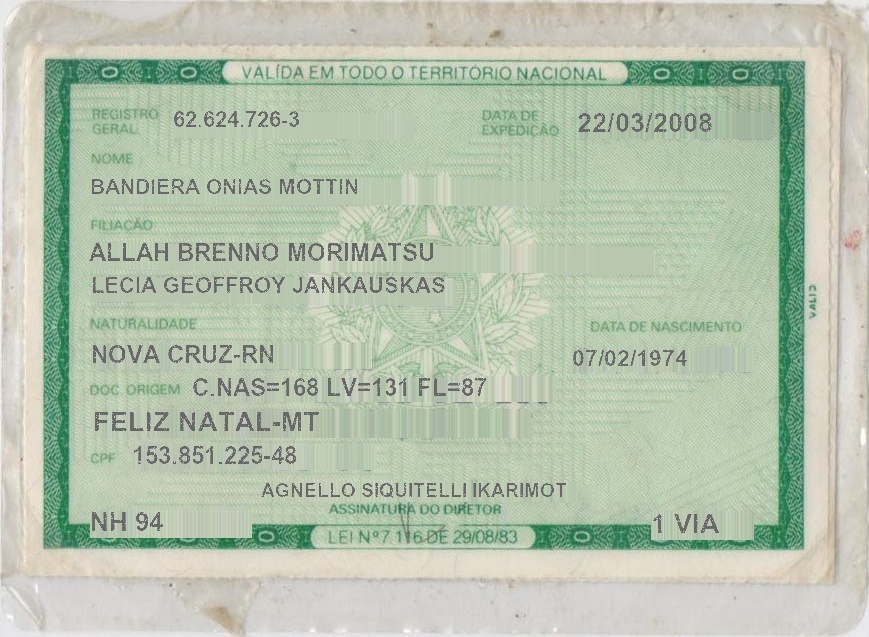 VALIDA EM TODO O TERRITÓRIO NACIONAL
REGISTRO GERAL 62.624.726-3 DATA DE EXPEDIÇÃO 22/03/2008
NOME
BANDIERA ONIAS MOTTIN
FILIAÇÃO
ALLAH BRENNO MORIMATSU
LECIA GEOFFROY JANKAUSKAS
NATURALIDADE DATA DE NASCIMENTO
NOVA CRUZ-RN 07/02/1974
DOC. ORIGEM C.NAS=168 LV=131 FL=87
FELIZ NATAL-MT
CPF 153.851.225-48
AGNELLO SIQUITELLI IKARIMOT
ASSINATURA DO DIRETOR
NH 94 1 VIA
LEI Nº 7.116 DE 29/08/83